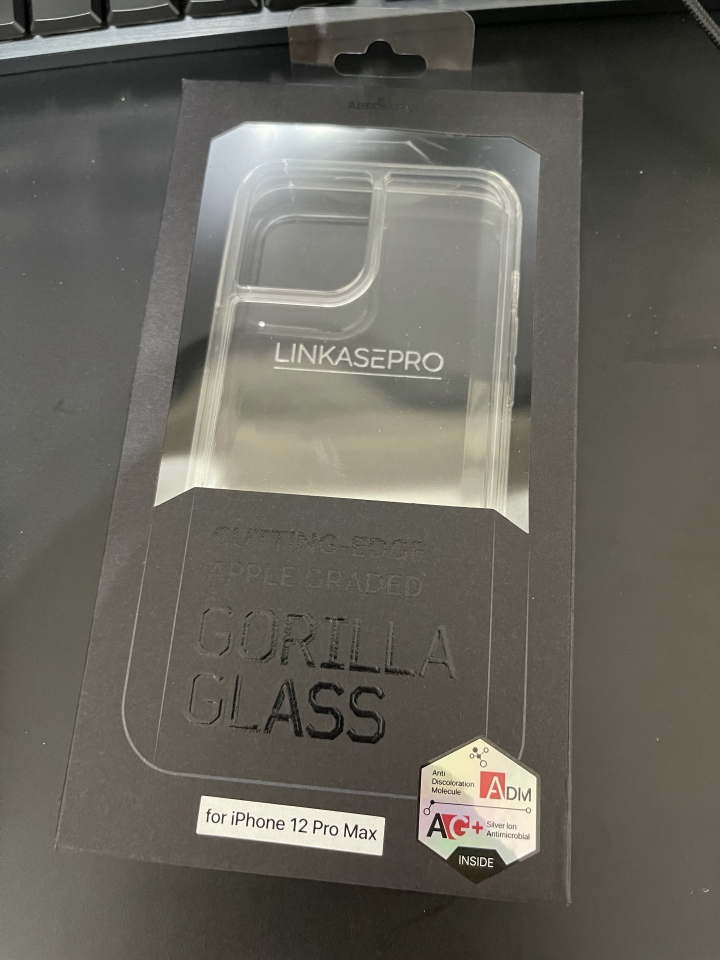 ABSOLUTE
LINKASEPRO
CUTTING-EDGE
APPLE GRADED
GORILLA
GLASS
for iPhone 12 Pro Max
Anti
Discoloration
Molecule
ADM
AG+
Silver Ion
Antimicrobial
INSIDE